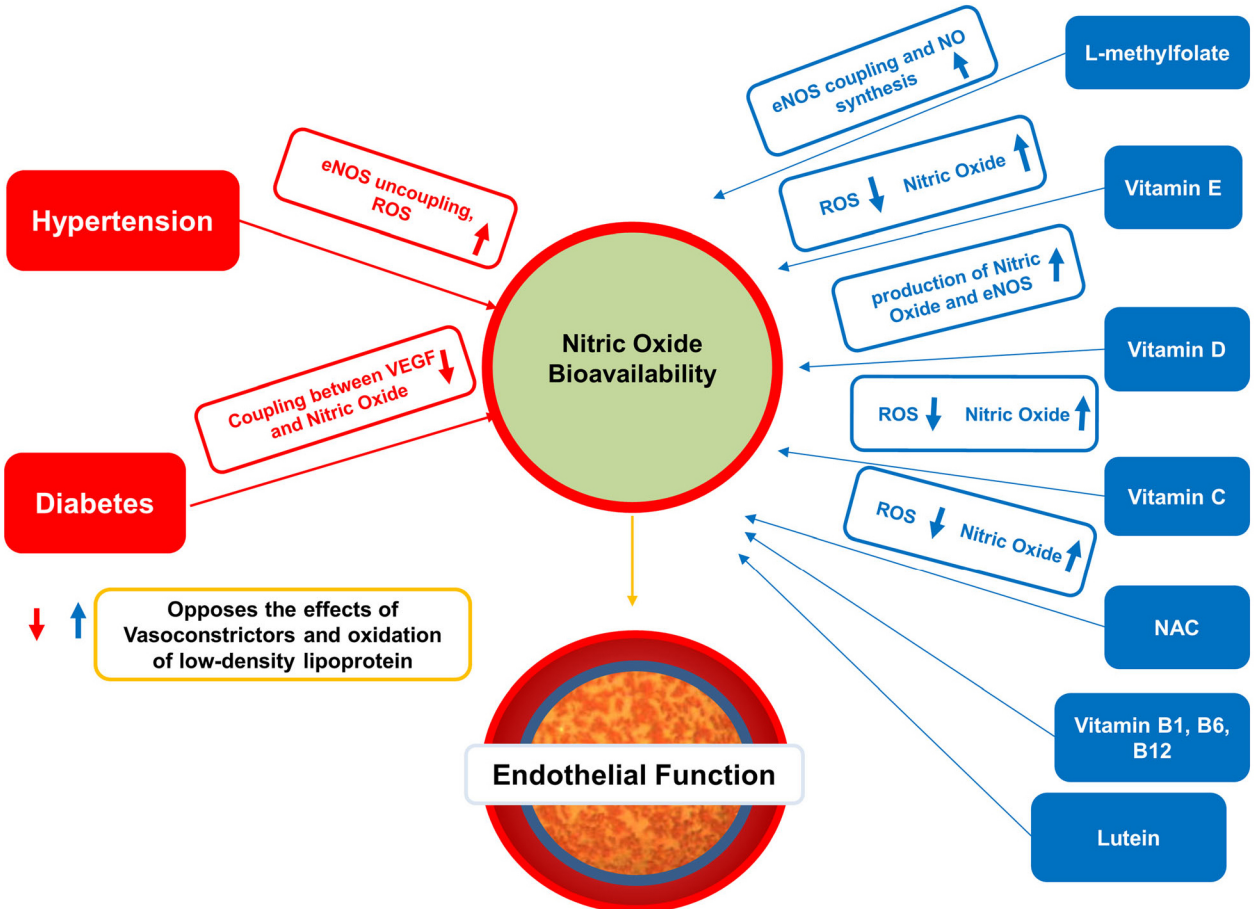 L-methylfolate
eNOS coupling and NO
synthesis
Vitamin E
ROS Nitric Oxide
eNOS uncoupling,
ROS
Hypertension
production of Nitric
Oxide and eNOS
Nitric Oxide
Bioavailability
Vitamin D
Coupling between VEGF
and Nitric Oxide
ROS Nitric Oxide
Diabetes
Vitamin C
ROS Nitric Oxide
Opposes the effects of
Vasoconstrictors and oxidation
of low-density lipoprotein
NAC
Vitamin B1, B6,
B12
Endothelial Function
Lutein